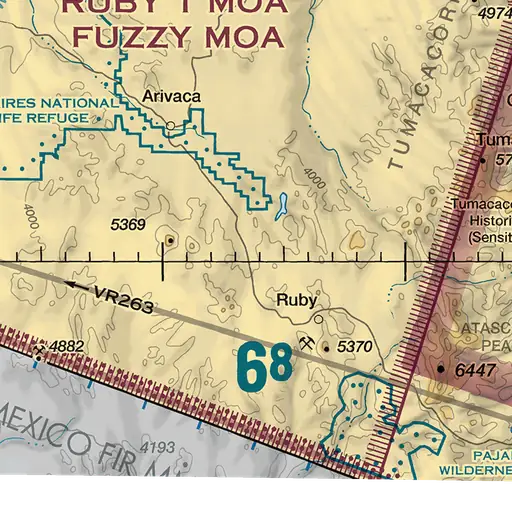 RUBY 1 MOA
FUZZY MOA
4974
TUMACACORI
Arivaca
IRES NATIONAL
IFE REFUGE
Tuma
57
4000
4000
5369
Tumacaco
Histori
(Sensit
VR263
Ruby
ATASC
PEA
4882
68
5370
6447
MEXICO FIR M
4193
PAJA
WILDERNE